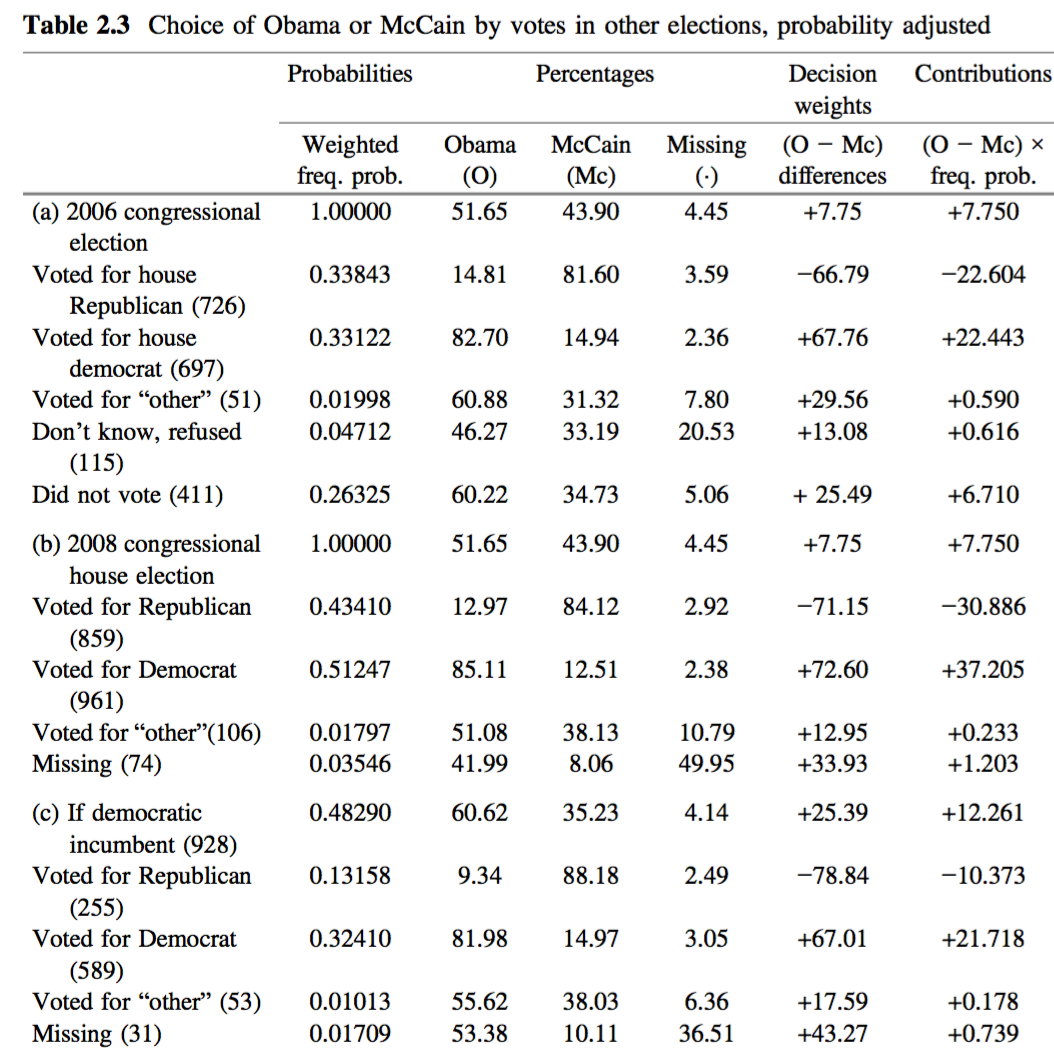 Table 2.3 Choice of Obama or McCain by votes in other elections, probability adjusted
Probabilities Percentages Decision weights Contributions
Weighted freq. prob. Obama (O) McCain (Mc) Missing (·) (O − Mc) differences (O − Mc) × freq. prob.
(a) 2006 congressional election 1.00000 51.65 43.90 4.45 +7.75 +7.750
Voted for house Republican (726) 0.33843 14.81 81.60 3.59 −66.79 −22.604
Voted for house democrat (697) 0.33122 82.70 14.94 2.36 +67.76 +22.443
Voted for “other” (51) 0.01998 60.88 31.32 7.80 +29.56 +0.590
Don’t know, refused (115) 0.04712 46.27 33.19 20.53 +13.08 +0.616
Did not vote (411) 0.26325 60.22 34.73 5.06 + 25.49 +6.710
(b) 2008 congressional house election 1.00000 51.65 43.90 4.45 +7.75 +7.750
Voted for Republican (859) 0.43410 12.97 84.12 2.92 −71.15 −30.886
Voted for Democrat (961) 0.51247 85.11 12.51 2.38 +72.60 +37.205
Voted for “other”(106) 0.01797 51.08 38.13 10.79 +12.95 +0.233
Missing (74) 0.03546 41.99 8.06 49.95 +33.93 +1.203
(c) If democratic incumbent (928) 0.48290 60.62 35.23 4.14 +25.39 +12.261
Voted for Republican (255) 0.13158 9.34 88.18 2.49 −78.84 −10.373
Voted for Democrat (589) 0.32410 81.98 14.97 3.05 +67.01 +21.718
Voted for “other” (53) 0.01013 55.62 38.03 6.36 +17.59 +0.178
Missing (31) 0.01709 53.38 10.11 36.51 +43.27 +0.739